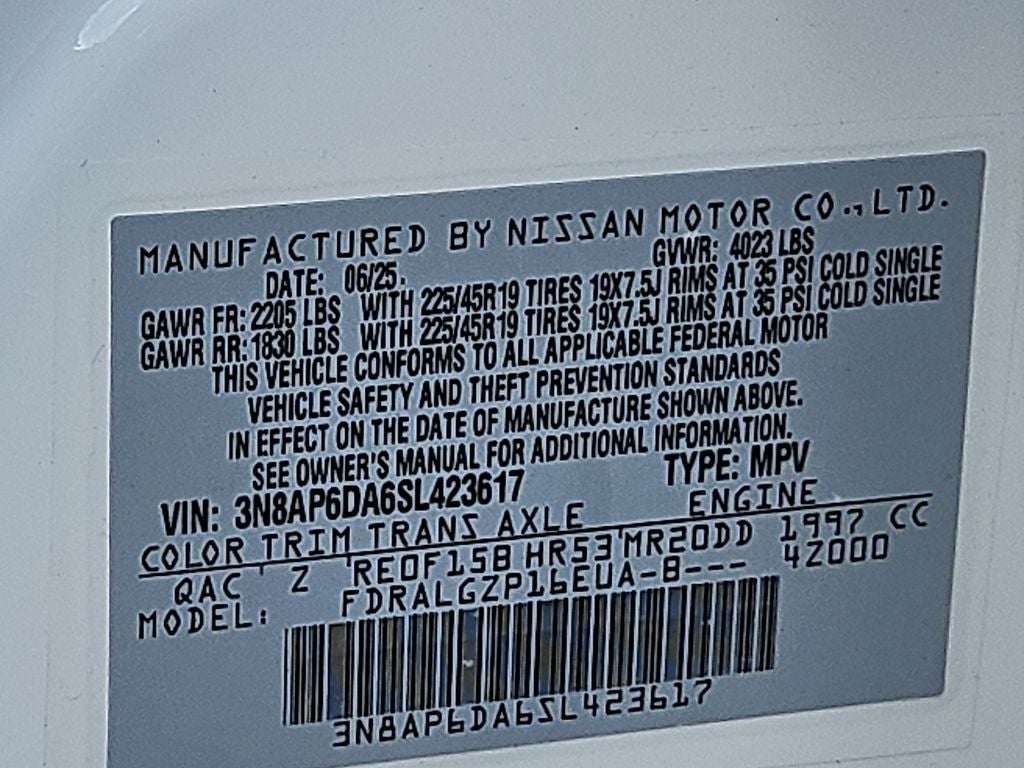 MANUFACTURED BY NISSAN MOTOR CO.,LTD.
DATE: 06/25. GVWR: 4023 LBS
GAWR FR: 2205 LBS WITH 225/45R19 TIRES 19X7.5J RIMS AT 35 PSI COLD SINGLE
GAWR RR: 1830 LBS WITH 225/45R19 TIRES 19X7.5J RIMS AT 35 PSI COLD SINGLE
THIS VEHICLE CONFORMS TO ALL APPLICABLE FEDERAL MOTOR
VEHICLE SAFETY AND THEFT PREVENTION STANDARDS
IN EFFECT ON THE DATE OF MANUFACTURE SHOWN ABOVE.
SEE OWNER'S MANUAL FOR ADDITIONAL INFORMATION.
VIN: 3N8AP6DA6SL423617 TYPE: MPV
COLOR TRIM TRANS AXLE ENGINE
QAC ' Z ' RE0F15B HR53 ' MR20DD 1997 CC
MODEL: FDRALGZP16EUA-B--- 42000
3N8AP6DA6SL423617